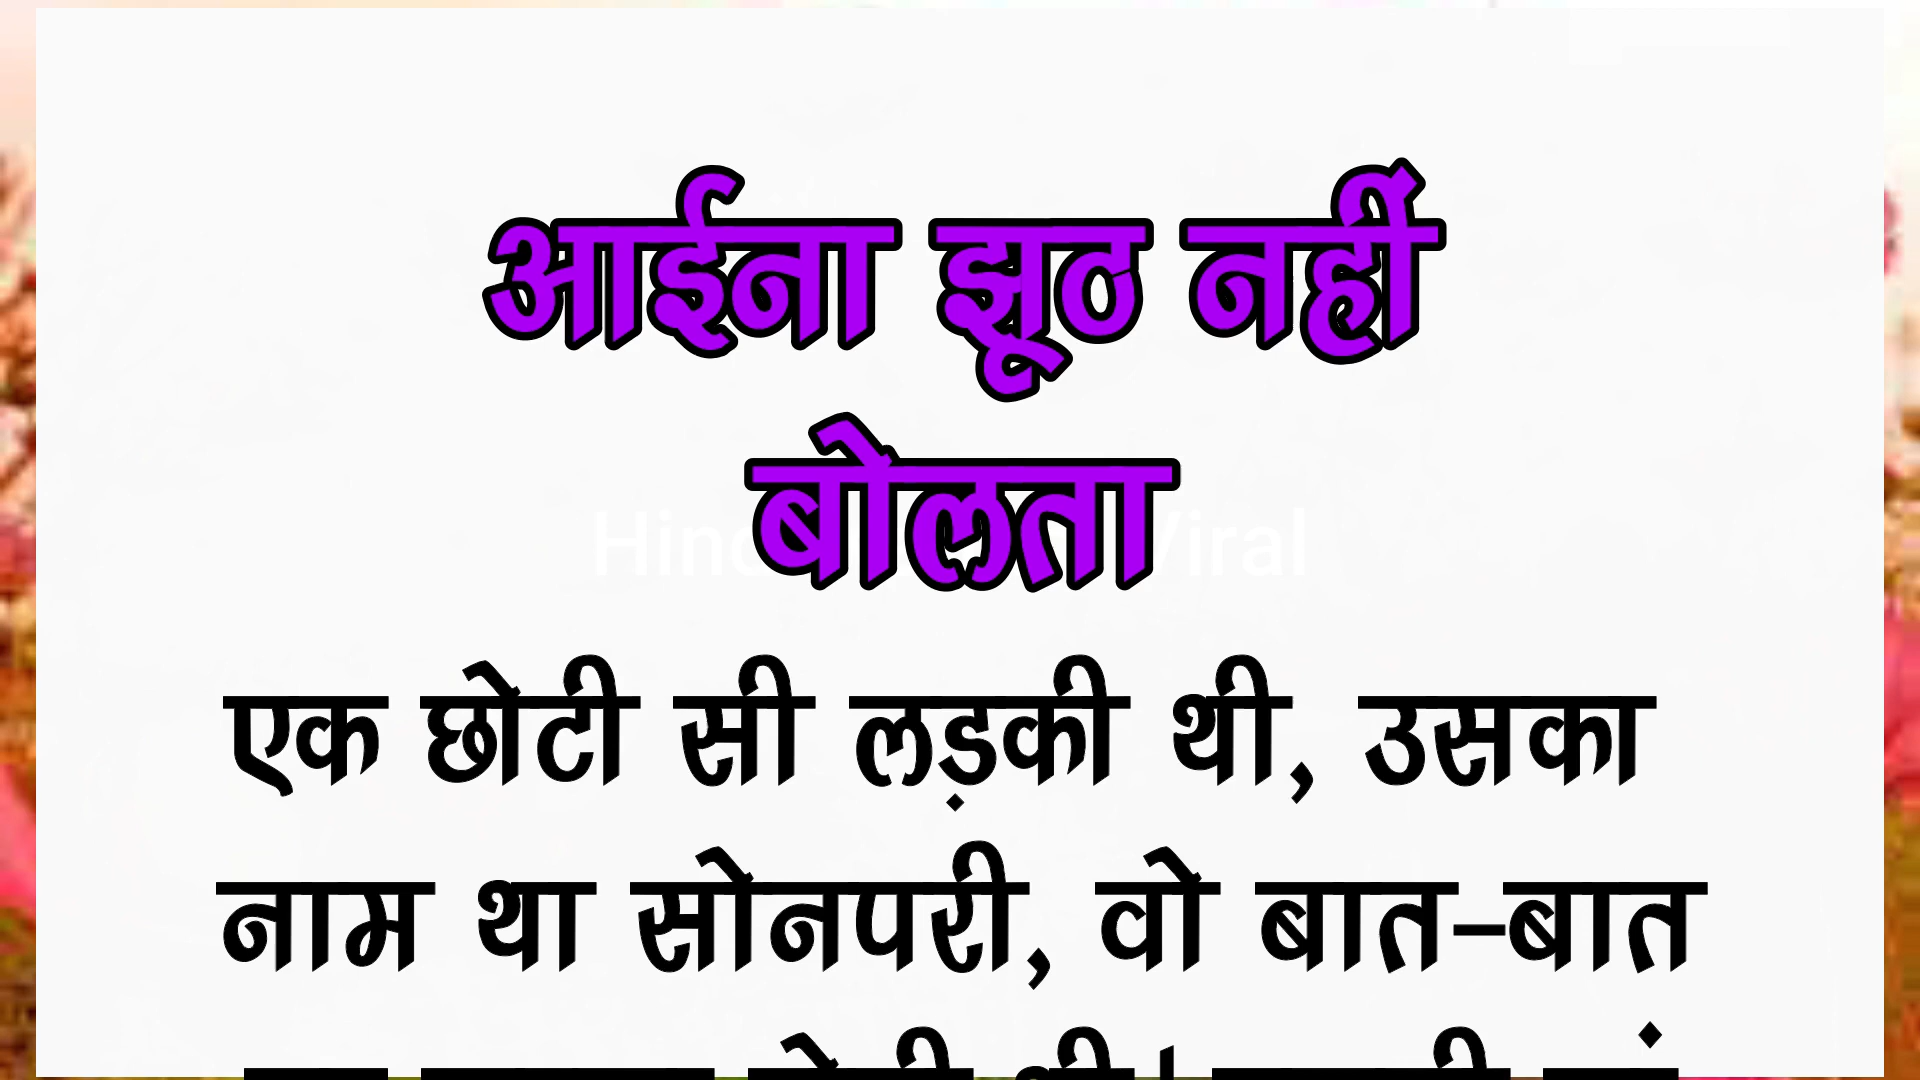 आईना झूठ नहीं
बोलता
एक छोटी सी लड़की थी, उसका
नाम था सोनपरी, वो बात-बात